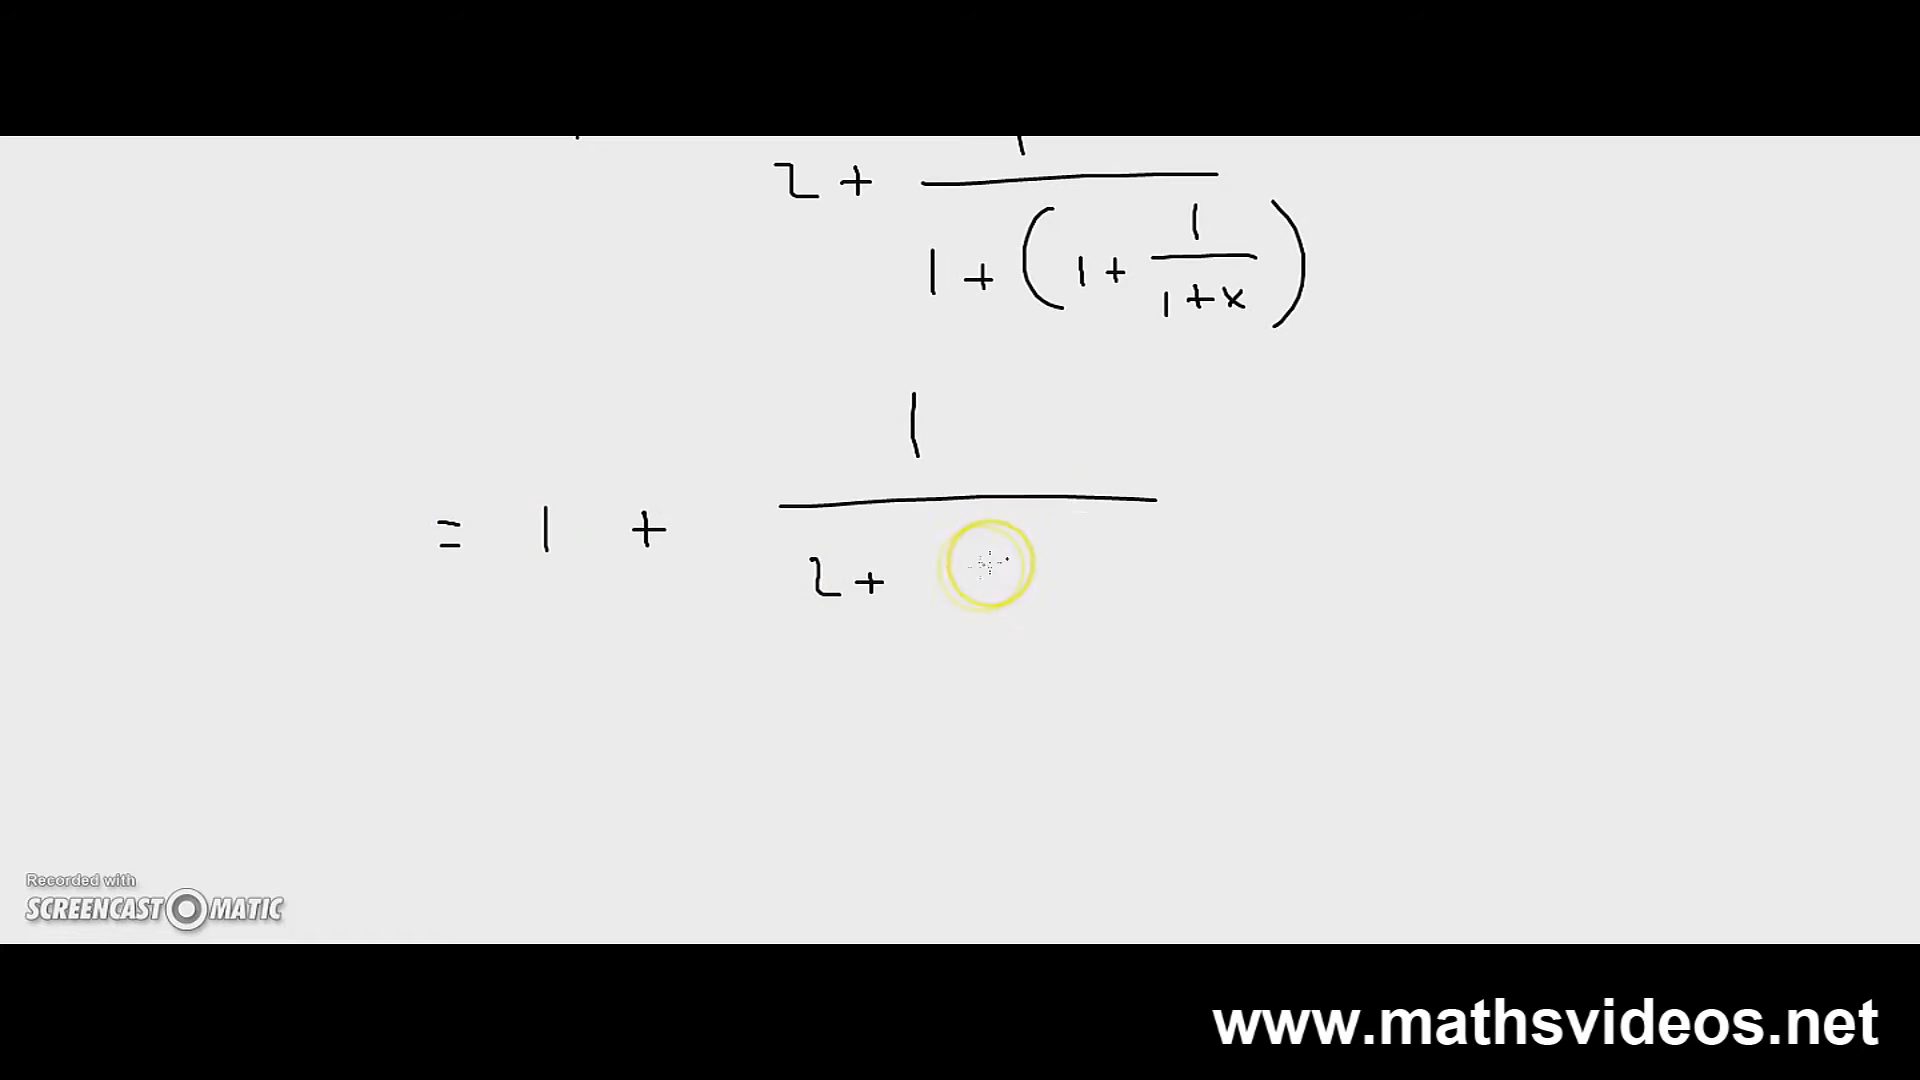 1
2 +
1
1 + ( 1 +
1 + x )
1
= 1 +
2 +
Recorded with
SCREENCAST MATIC
www.mathsvideos.net